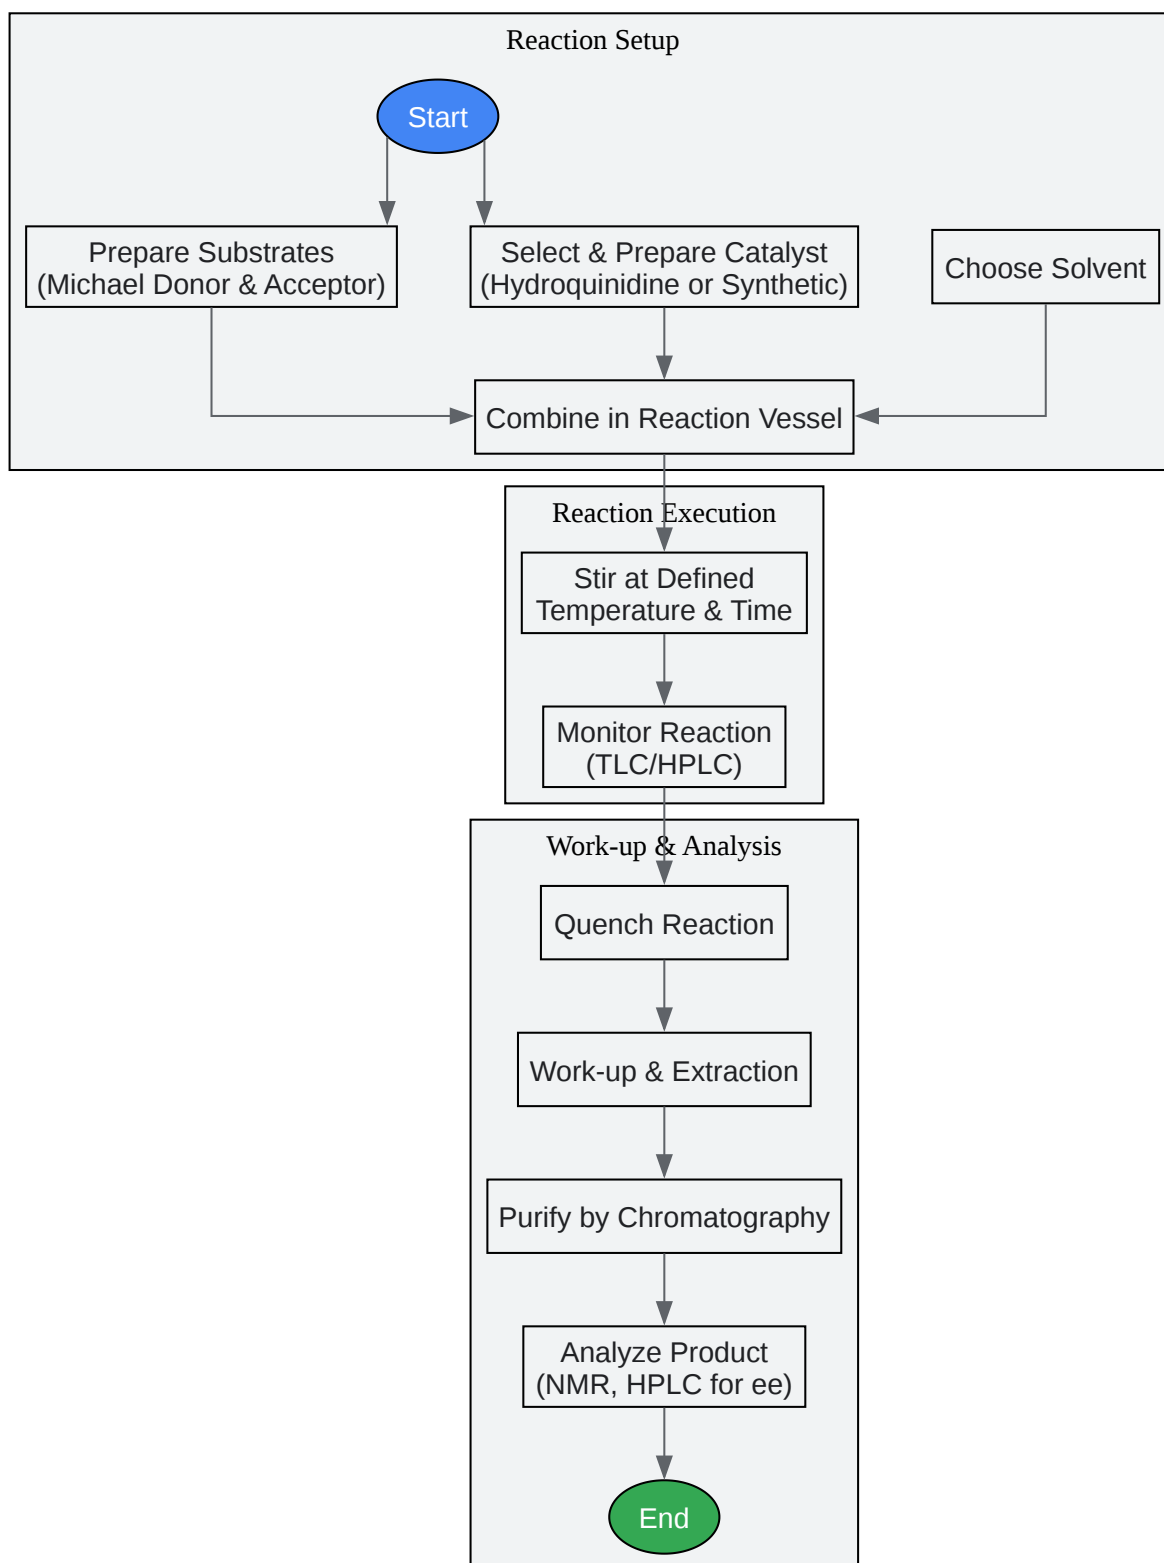 Reaction Setup
Start
Prepare Substrates
(Michael Donor & Acceptor)
Select & Prepare Catalyst
(Hydroquinidine or Synthetic)
Choose Solvent
Combine in Reaction Vessel
Reaction Execution
Stir at Defined
Temperature & Time
Monitor Reaction
(TLC/HPLC)
Work-up & Analysis
Quench Reaction
Work-up & Extraction
Purify by Chromatography
Analyze Product
(NMR, HPLC for ee)
End